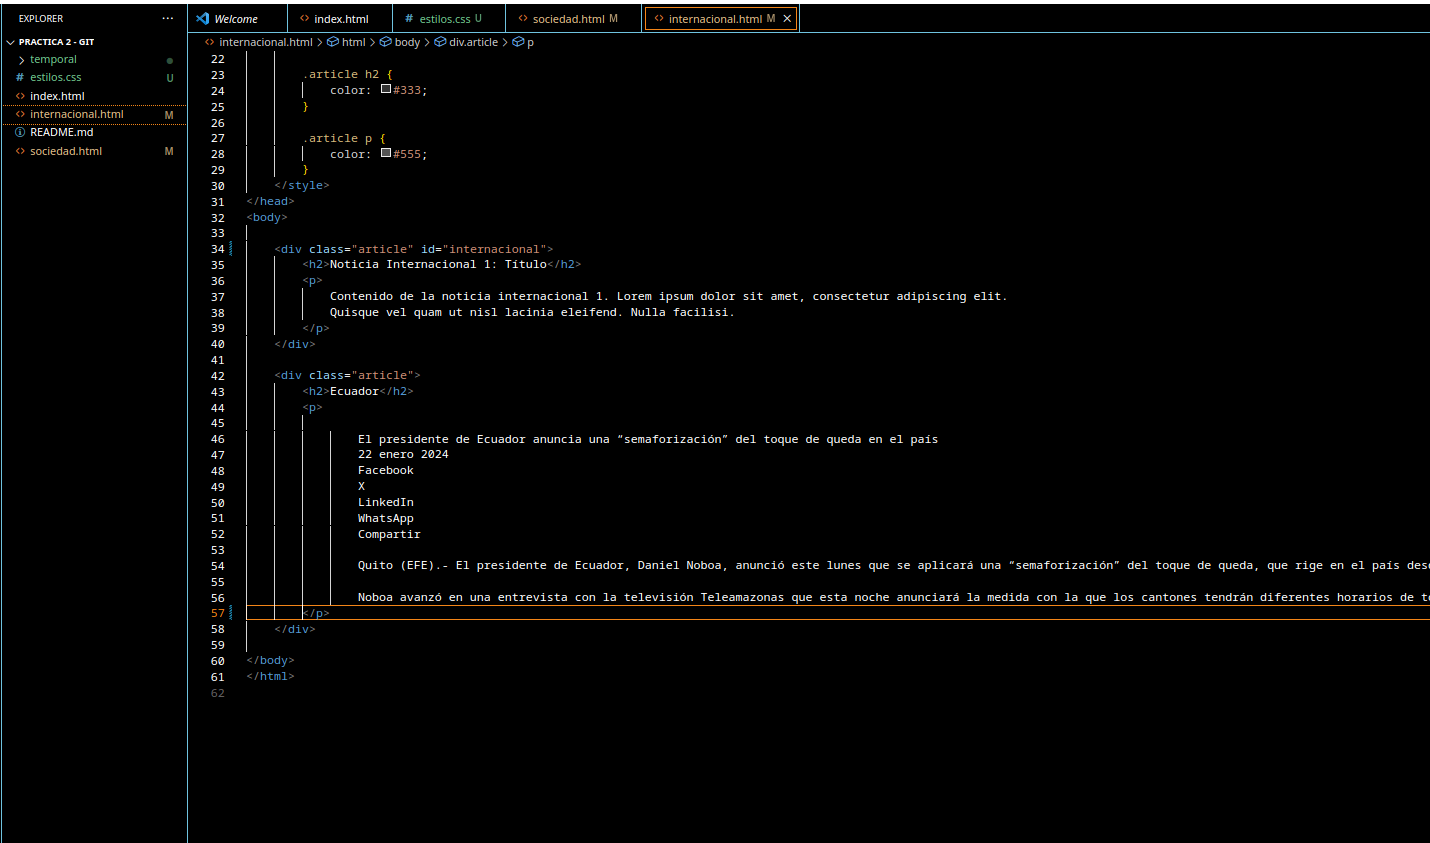 EXPLORER ···
PRACTICA 2 - GIT
temporal
# estilos.css U
index.html
internacional.html M
README.md
sociedad.html M
Welcome index.html # estilos.css U sociedad.html M internacional.html M
internacional.html > html > body > div.article > p
22
23 .article h2 {
24 color: #333;
25 }
26
27 .article p {
28 color: #555;
29 }
30 </style>
31 </head>
32 <body>
33
34 <div class="article" id="internacional">
35 <h2>Noticia Internacional 1: Título</h2>
36 <p>
37 Contenido de la noticia internacional 1. Lorem ipsum dolor sit amet, consectetur adipiscing elit.
38 Quisque vel quam ut nisl lacinia eleifend. Nulla facilisi.
39 </p>
40 </div>
41
42 <div class="article">
43 <h2>Ecuador</h2>
44 <p>
45
46 El presidente de Ecuador anuncia una “semaforización” del toque de queda en el país
47 22 enero 2024
48 Facebook
49 X
50 LinkedIn
51 WhatsApp
52 Compartir
53
54 Quito (EFE).- El presidente de Ecuador, Daniel Noboa, anunció este lunes que se aplicará una “semaforización” del toque de queda, que rige en el país
55
56 Noboa avanzó en una entrevista con la televisión Teleamazonas que esta noche anunciará la medida con la que los cantones tendrán diferentes horarios de
57 </p>
58 </div>
59
60 </body>
61 </html>
62